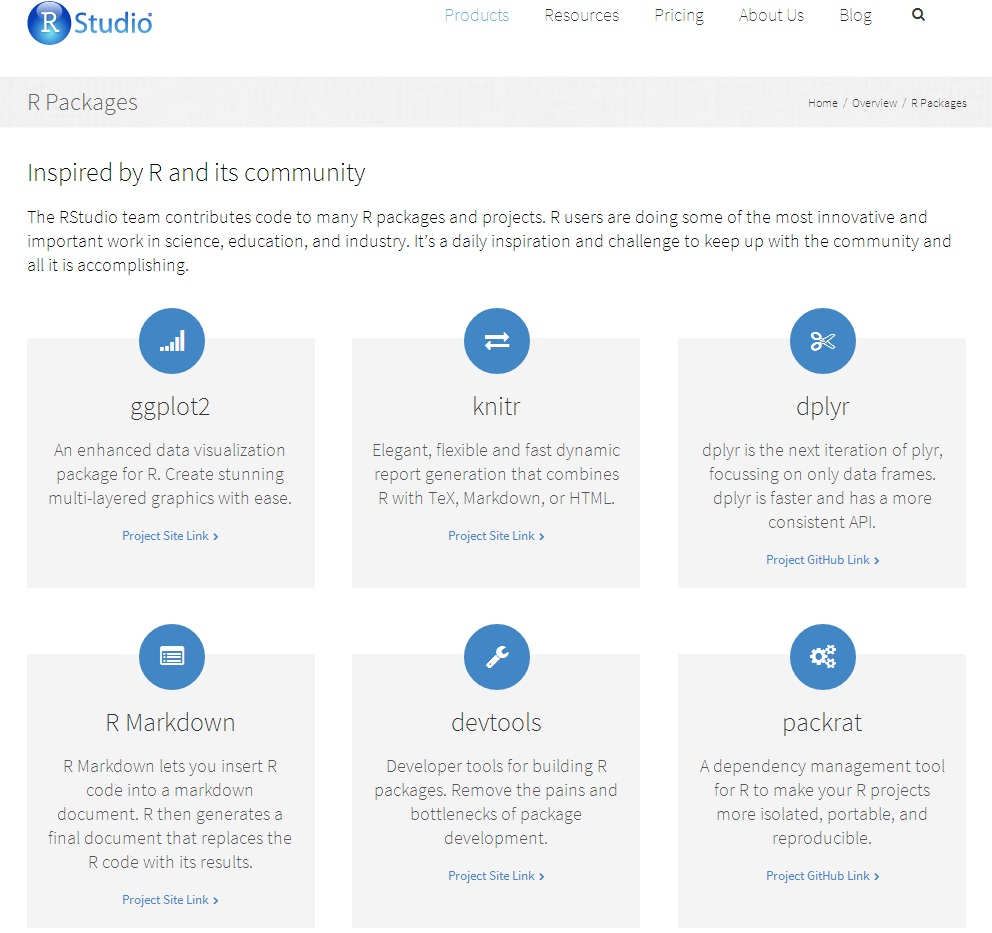 R Studio®
Products Resources Pricing About Us Blog
R Packages
Home / Overview / R Packages
Inspired by R and its community
The RStudio team contributes code to many R packages and projects. R users are doing some of the most innovative and
important work in science, education, and industry. It’s a daily inspiration and challenge to keep up with the community and
all it is accomplishing.
ggplot2
An enhanced data visualization
package for R. Create stunning
multi-layered graphics with ease.
Project Site Link
knitr
Elegant, flexible and fast dynamic
report generation that combines
R with TeX, Markdown, or HTML.
Project Site Link
dplyr
dplyr is the next iteration of plyr,
focussing on only data frames.
dplyr is faster and has a more
consistent API.
Project GitHub Link
R Markdown
R Markdown lets you insert R
code into a markdown
document. R then generates a
final document that replaces the
R code with its results.
Project Site Link
devtools
Developer tools for building R
packages. Remove the pains and
bottlenecks of package
development.
Project Site Link
packrat
A dependency management tool
for R to make your R projects
more isolated, portable, and
reproducible.
Project GitHub Link